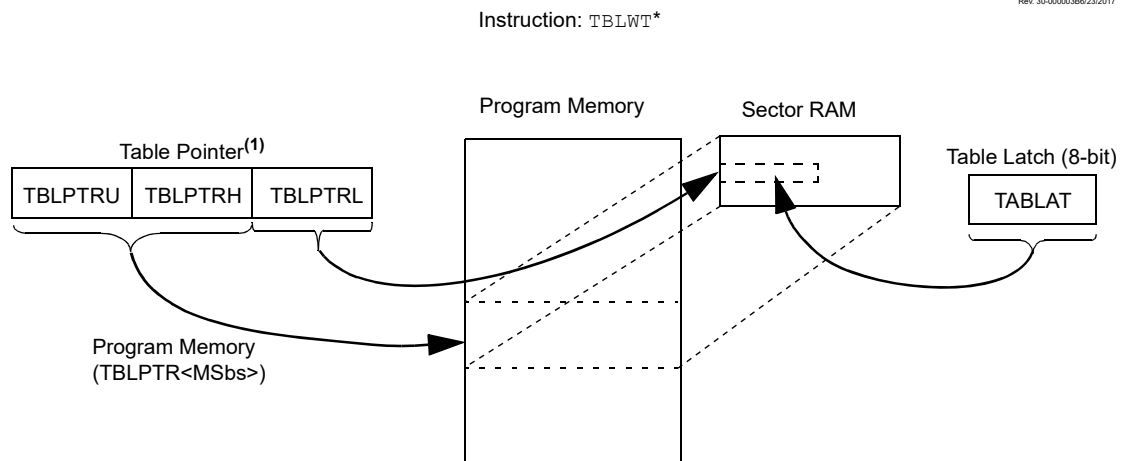 Rev. 30-000003B6/23/2017
Instruction: TBLWT*
Program Memory
Sector RAM
Table Pointer(1)
Table Latch (8-bit)
TBLPTRU
TBLPTRH
TBLPTRL
TABLAT
Program Memory
(TBLPTR<MSbs>)